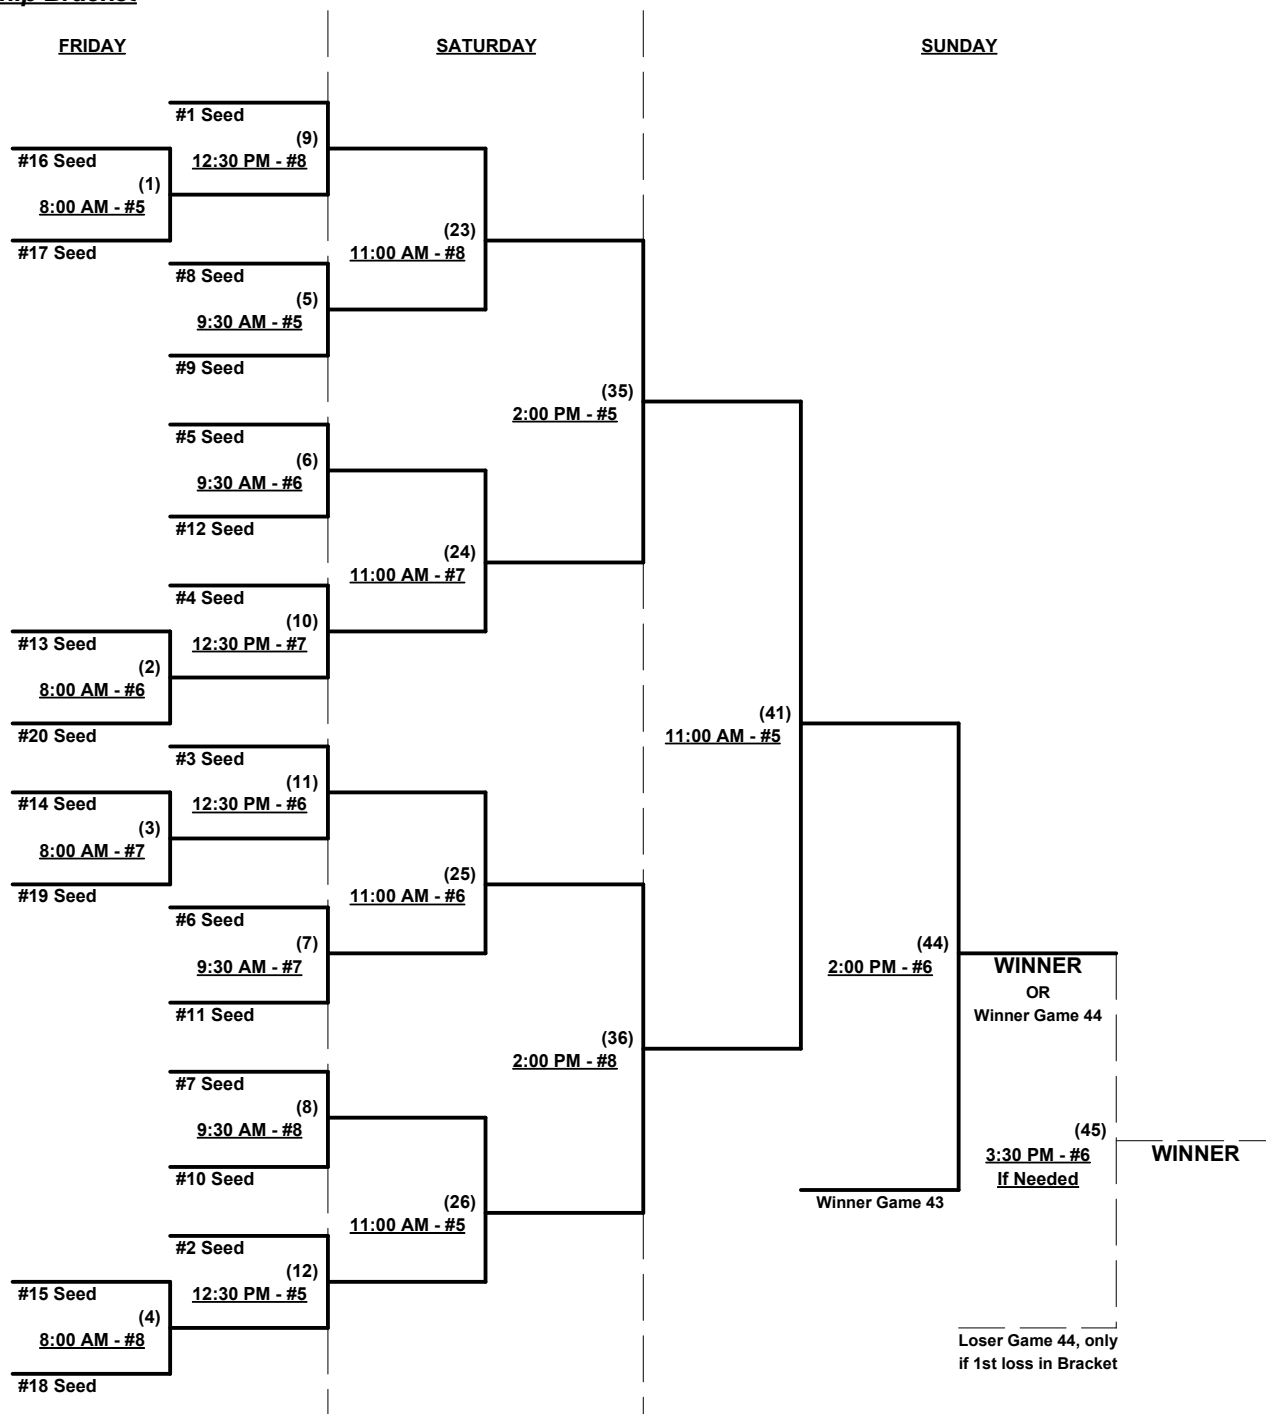 Bracket
FRIDAY
SATURDAY
SUNDAY
#1 Seed
(9)
12:30 PM - #8
#16 Seed
(1)
8:00 AM - #5
#17 Seed
(23)
11:00 AM - #8
#8 Seed
(5)
9:30 AM - #5
#9 Seed
(35)
2:00 PM - #5
#5 Seed
(6)
9:30 AM - #6
#12 Seed
(24)
11:00 AM - #7
#4 Seed
(10)
12:30 PM - #7
#13 Seed
(2)
8:00 AM - #6
#20 Seed
(41)
11:00 AM - #5
#3 Seed
(11)
12:30 PM - #6
#14 Seed
(3)
8:00 AM - #7
#19 Seed
(25)
11:00 AM - #6
#6 Seed
(7)
9:30 AM - #7
#11 Seed
(44)
2:00 PM - #6
WINNER
OR
Winner Game 44
(36)
2:00 PM - #8
#7 Seed
(8)
9:30 AM - #8
#10 Seed
(45)
3:30 PM - #6
If Needed
WINNER
Winner Game 43
(26)
11:00 AM - #5
#2 Seed
(12)
12:30 PM - #5
#15 Seed
(4)
8:00 AM - #8
#18 Seed
Loser Game 44, only
if 1st loss in Bracket